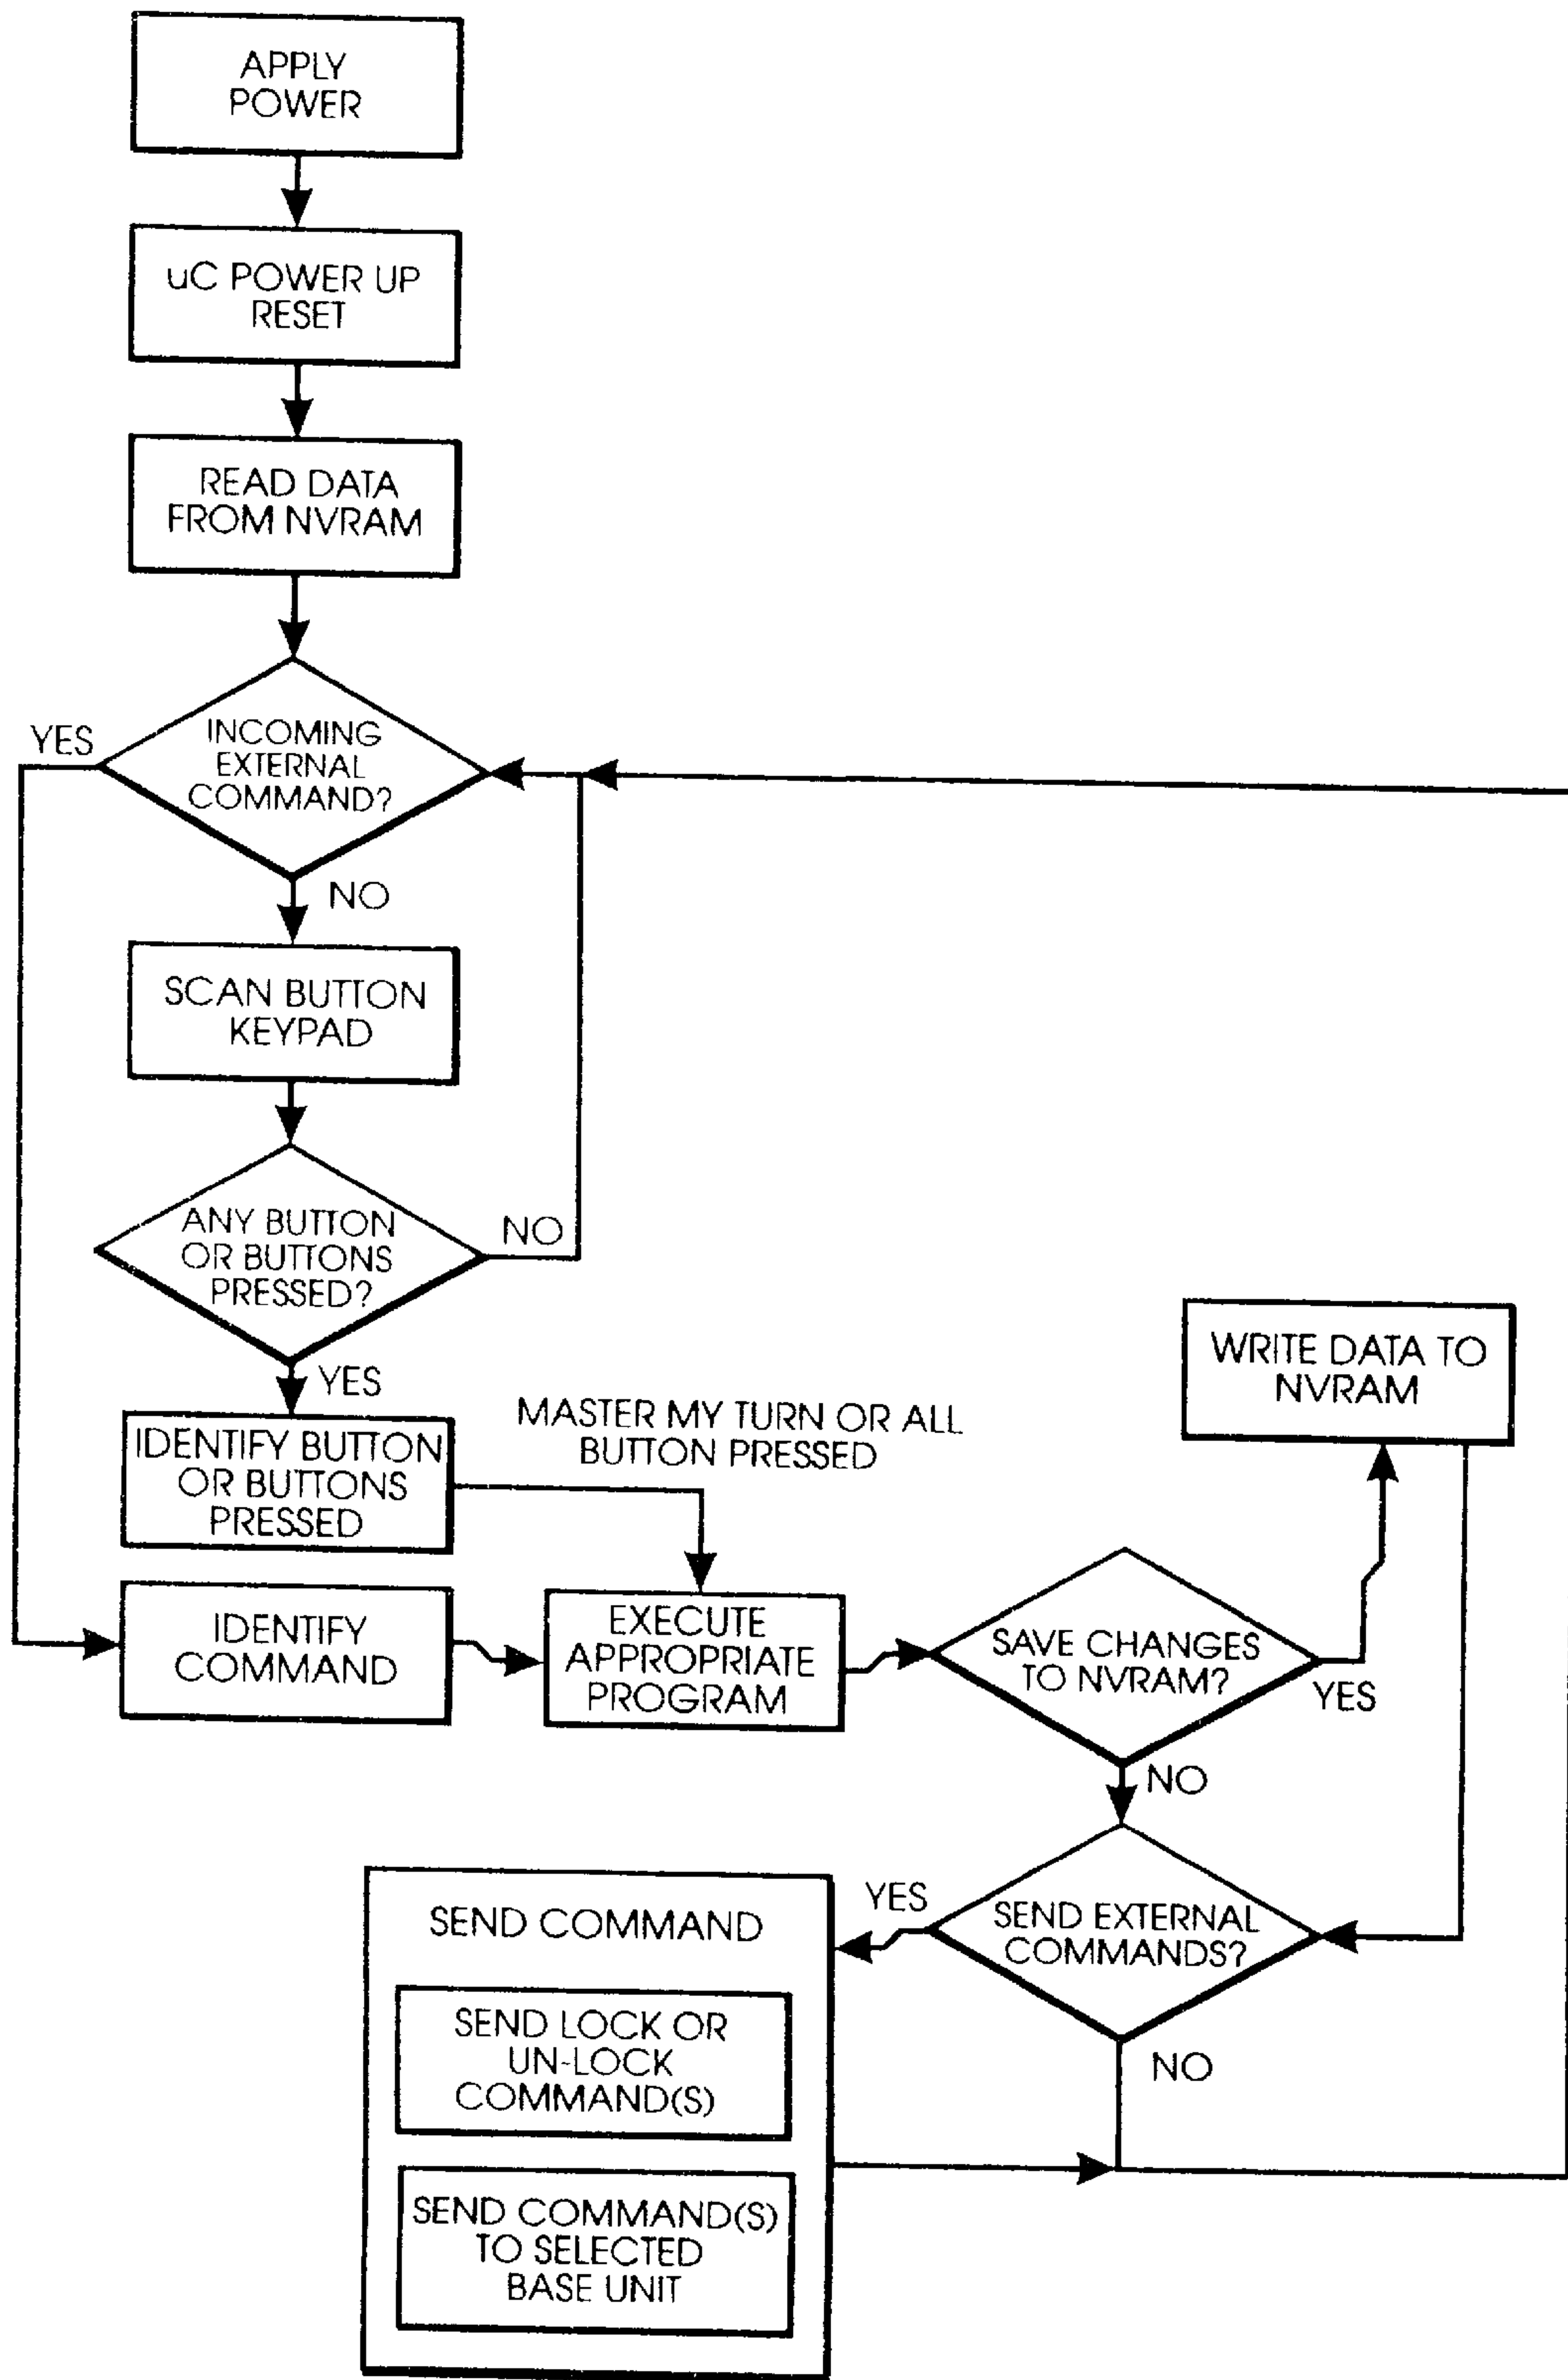 APPLY
POWER
uC POWER UP
RESET
READ DATA
FROM NVRAM
INCOMING
EXTERNAL
COMMAND?
YES
NO
SCAN BUTTON
KEYPAD
ANY BUTTON
OR BUTTONS
PRESSED?
NO
YES
IDENTIFY BUTTON
OR BUTTONS
PRESSED
MASTER MY TURN OR ALL
BUTTON PRESSED
IDENTIFY
COMMAND
EXECUTE
APPROPRIATE
PROGRAM
SAVE CHANGES
TO NVRAM?
YES
WRITE DATA TO
NVRAM
NO
SEND EXTERNAL
COMMANDS?
YES
NO
SEND COMMAND
SEND LOCK OR
UN-LOCK
COMMAND(S)
SEND COMMAND(S)
TO SELECTED
BASE UNIT